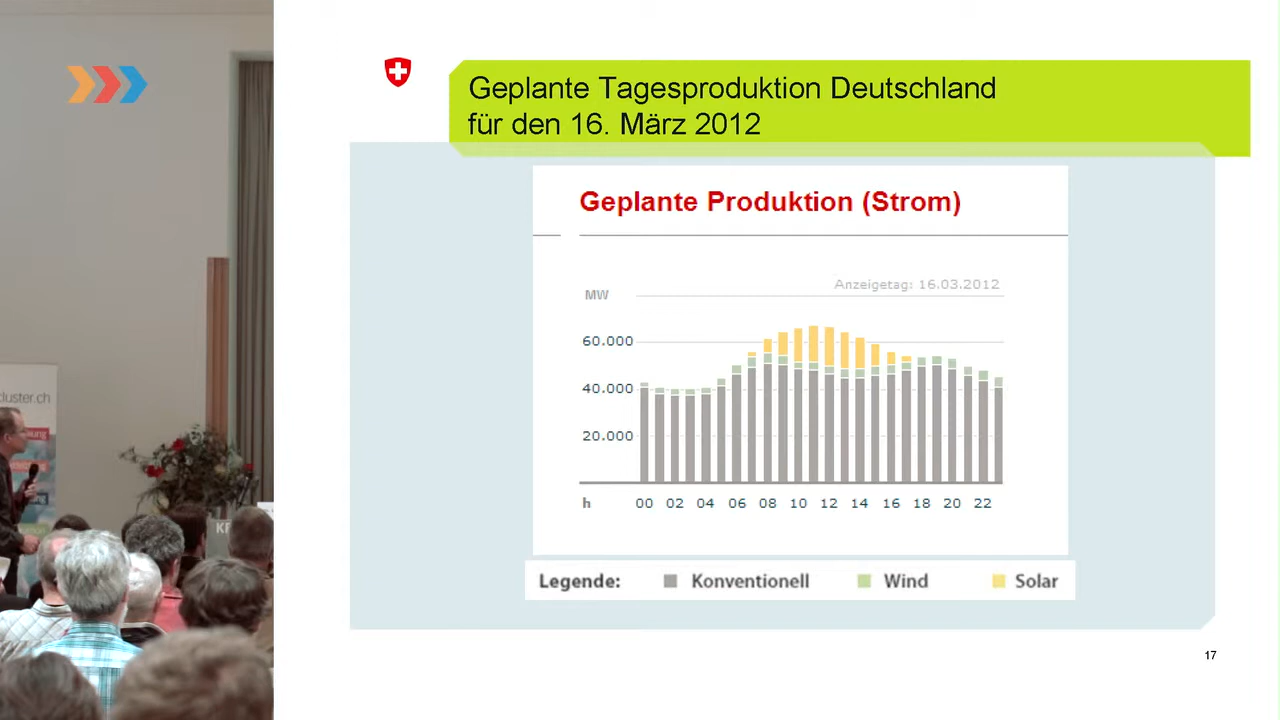 Geplante Tagesproduktion Deutschland
für den 16. März 2012
Geplante Produktion (Strom)
Anzeigetag: 16.03.2012
MW
60.000
40.000
20.000
h 00 02 04 06 08 10 12 14 16 18 20 22
Legende: Konventionell Wind Solar
17
cluster.ch